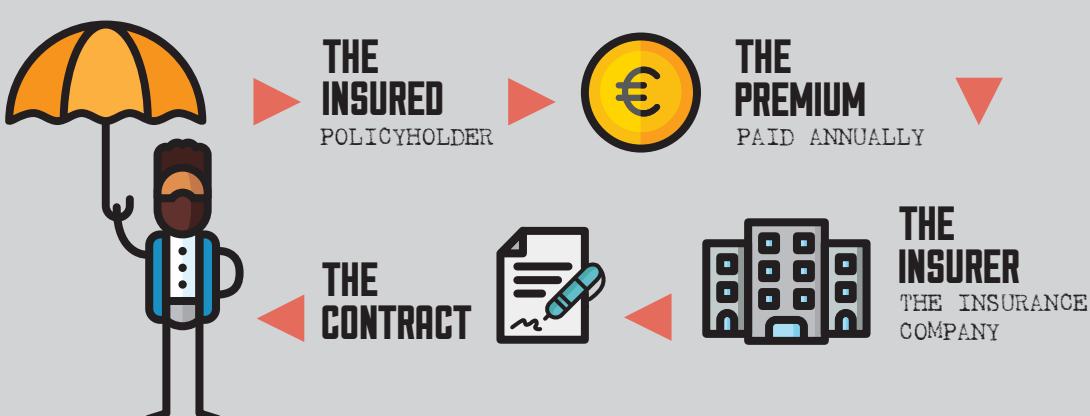 THE
INSURED
POLICYHOLDER
€
THE
PREMIUM
PAID ANNUALLY
THE
INSURER
THE INSURANCE
COMPANY
THE
CONTRACT